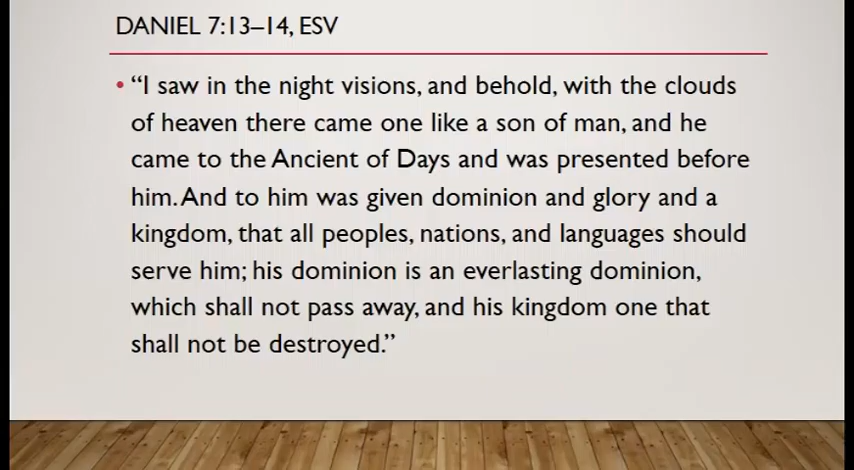 DANIEL 7:13–14, ESV
• “I saw in the night visions, and behold, with the clouds
of heaven there came one like a son of man, and he
came to the Ancient of Days and was presented before
him. And to him was given dominion and glory and a
kingdom, that all peoples, nations, and languages should
serve him; his dominion is an everlasting dominion,
which shall not pass away, and his kingdom one that
shall not be destroyed.”